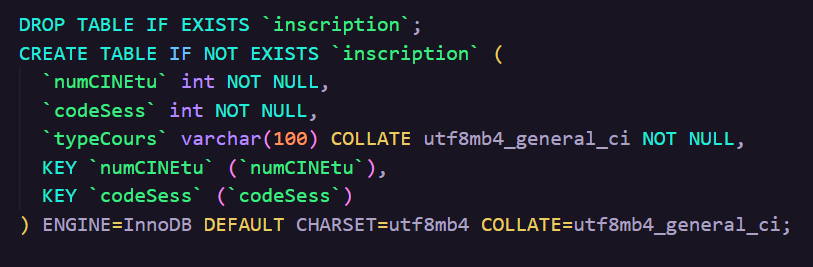 DROP TABLE IF EXISTS `inscription`;
CREATE TABLE IF NOT EXISTS `inscription` (
  `numCINEtu` int NOT NULL,
  `codeSess` int NOT NULL,
  `typeCours` varchar(100) COLLATE utf8mb4_general_ci NOT NULL,
  KEY `numCINEtu` (`numCINEtu`),
  KEY `codeSess` (`codeSess`)
) ENGINE=InnoDB DEFAULT CHARSET=utf8mb4 COLLATE=utf8mb4_general_ci;